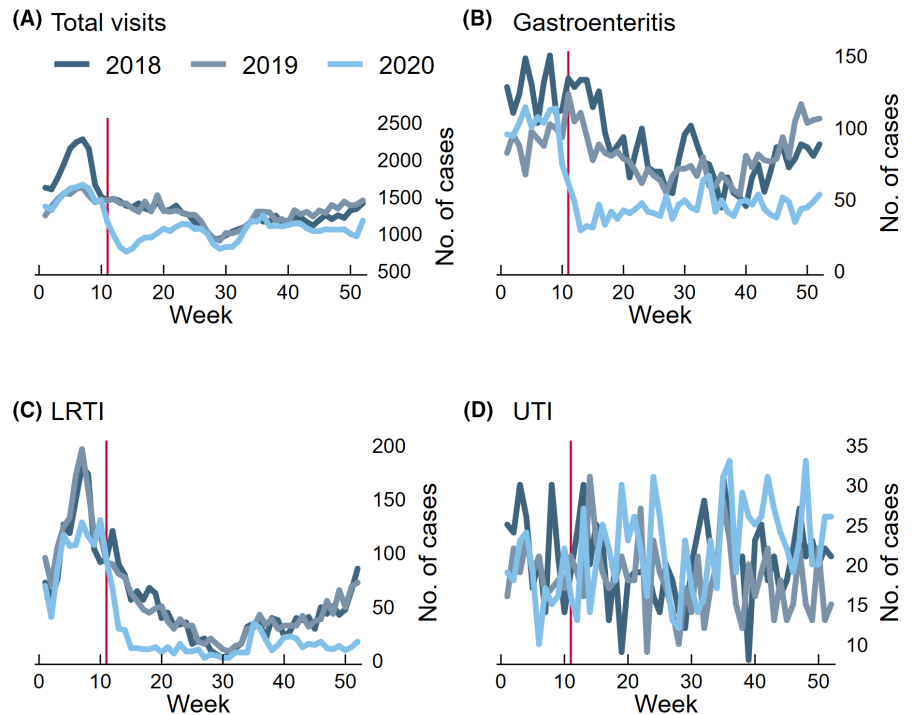 (A) Total visits
2018 2019 2020
2500
2000
1500
1000
500
No. of cases
0 10 20 30 40 50
Week
(B) Gastroenteritis
150
100
50
0
No. of cases
0 10 20 30 40 50
Week
(C) LRTI
200
150
100
50
0
No. of cases
0 10 20 30 40 50
Week
(D) UTI
35
30
25
20
15
10
No. of cases
0 10 20 30 40 50
Week